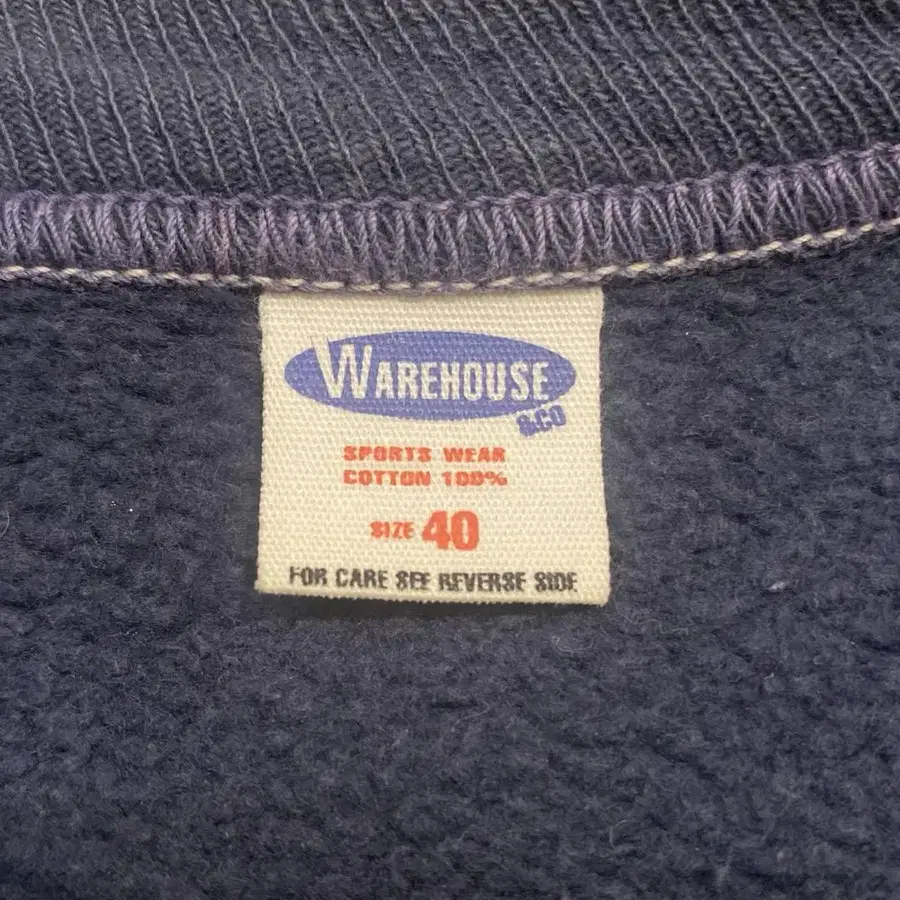 WAREHOUSE
&CO
SPORTS WEAR
COTTON 100%
SIZE 40
FOR CARE SEE REVERSE SIDE